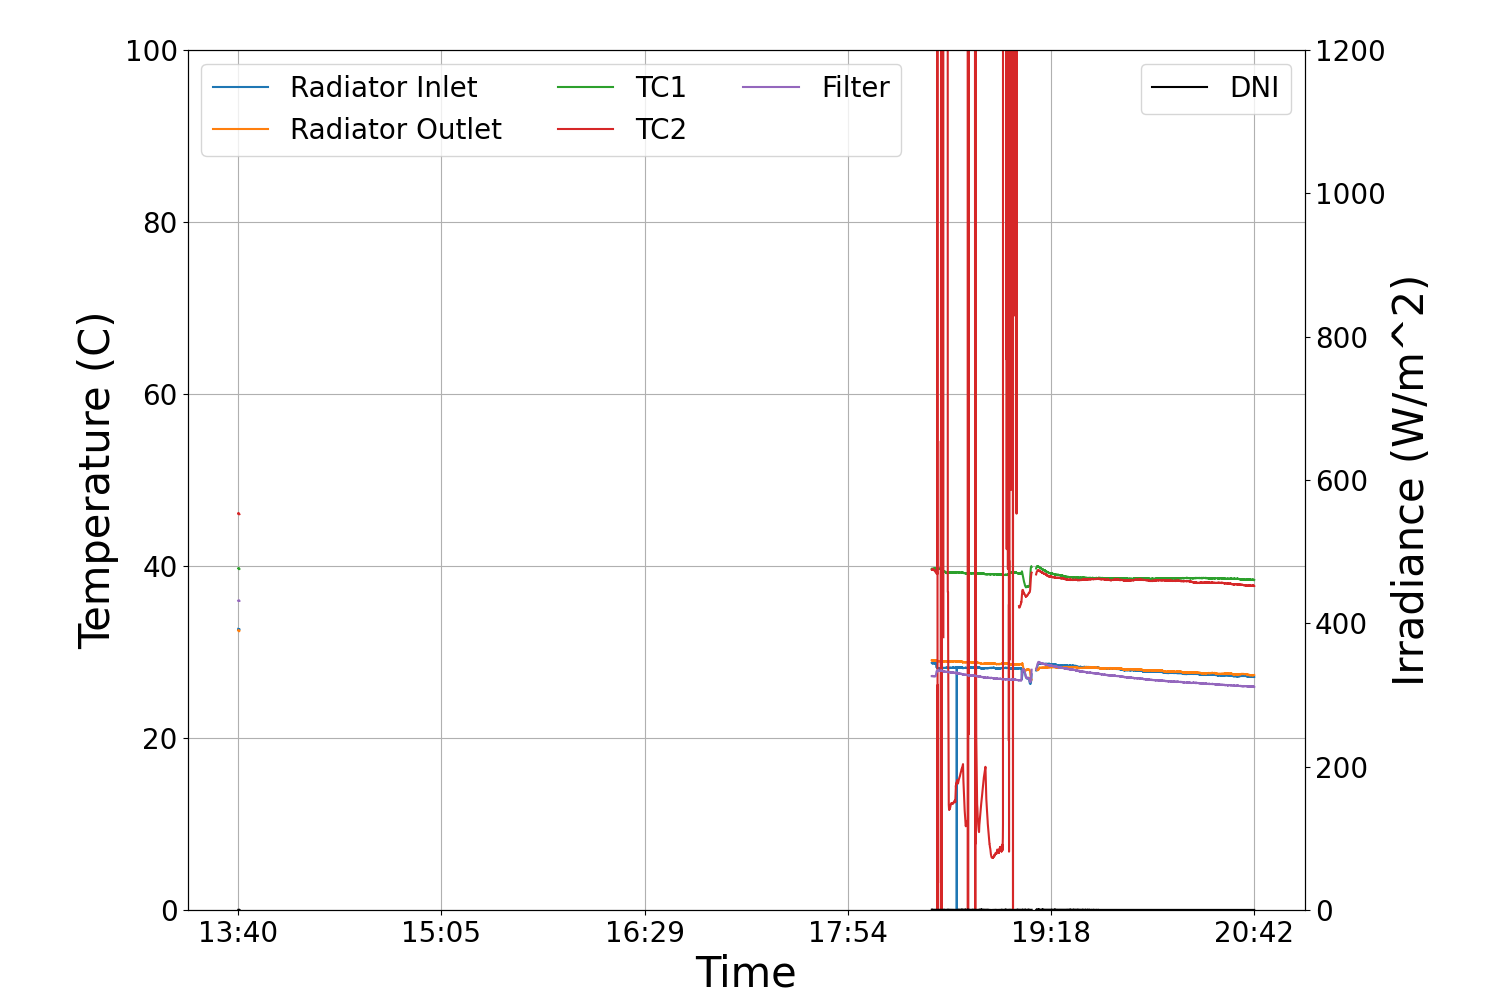 100
80
60
40
20
0
Temperature (C)
Radiator Inlet
Radiator Outlet
TC1
TC2
Filter
DNI
1200
1000
800
600
400
200
0
Irradiance (W/m^2)
13:40 15:05 16:29 17:54 19:18 20:42
Time